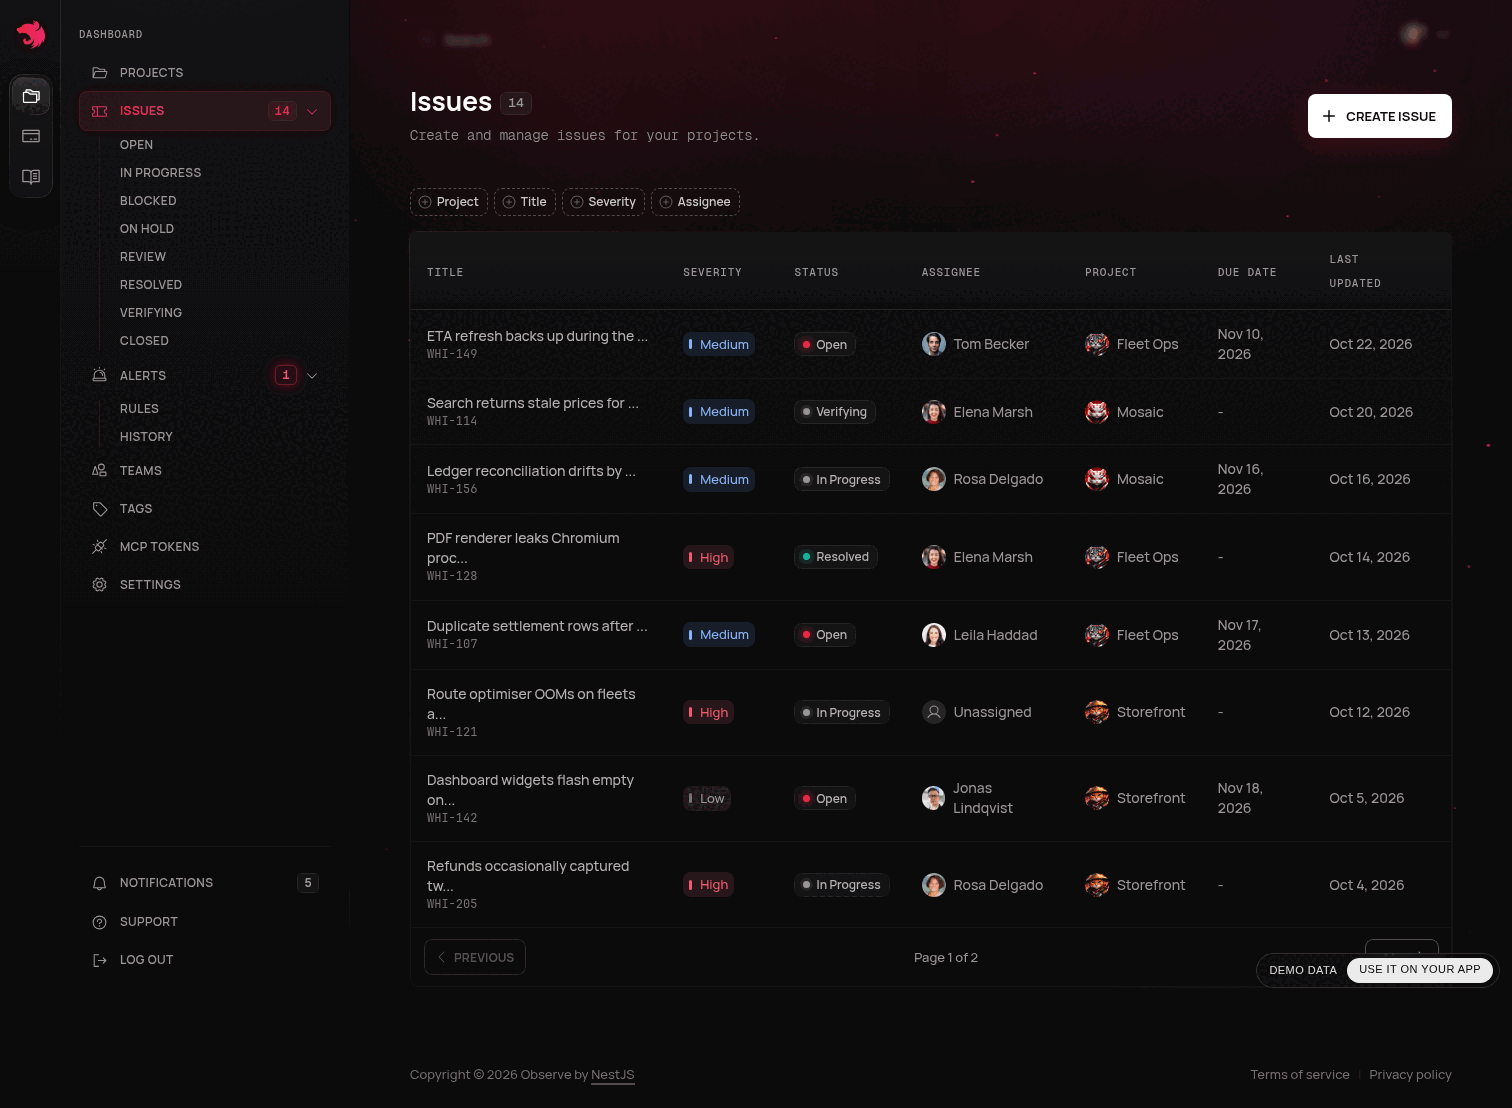 DASHBOARD
PROJECTS
ISSUES 14
OPEN
IN PROGRESS
BLOCKED
ON HOLD
REVIEW
RESOLVED
VERIFYING
CLOSED
ALERTS 1
RULES
HISTORY
TEAMS
TAGS
MCP TOKENS
SETTINGS
NOTIFICATIONS 5
SUPPORT
LOG OUT
Search
Issues 14
Create and manage issues for your projects.
CREATE ISSUE
Project Title Severity Assignee
TITLE SEVERITY STATUS ASSIGNEE PROJECT DUE DATE LAST UPDATED
ETA refresh backs up during the ... Medium Open Tom Becker Fleet Ops Nov 10, 2026 Oct 22, 2026
WHI-149
Search returns stale prices for ... Medium Verifying Elena Marsh Mosaic - Oct 20, 2026
WHI-114
Ledger reconciliation drifts by ... Medium In Progress Rosa Delgado Mosaic Nov 16, 2026 Oct 16, 2026
WHI-156
PDF renderer leaks Chromium proc... High Resolved Elena Marsh Fleet Ops - Oct 14, 2026
WHI-128
Duplicate settlement rows after ... Medium Open Leila Haddad Fleet Ops Nov 17, 2026 Oct 13, 2026
WHI-107
Route optimiser OOMs on fleets a... High In Progress Unassigned Storefront - Oct 12, 2026
WHI-121
Dashboard widgets flash empty on... Low Open Jonas Lindqvist Storefront Nov 18, 2026 Oct 5, 2026
WHI-142
Refunds occasionally captured tw... High In Progress Rosa Delgado Storefront - Oct 4, 2026
WHI-205
PREVIOUS Page 1 of 2
DEMO DATA USE IT ON YOUR APP
Copyright © 2026 Observe by NestJS
Terms of service Privacy policy